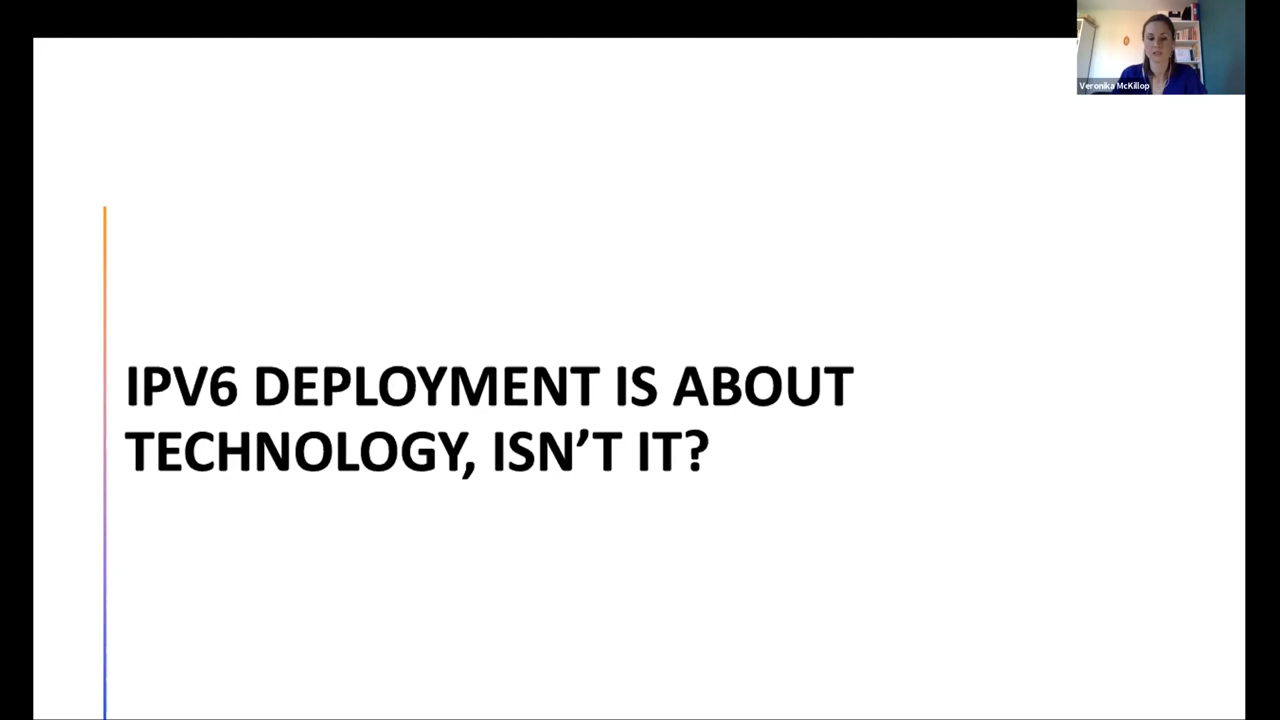 Veronika McKillop
IPV6 DEPLOYMENT IS ABOUT
TECHNOLOGY, ISN’T IT?